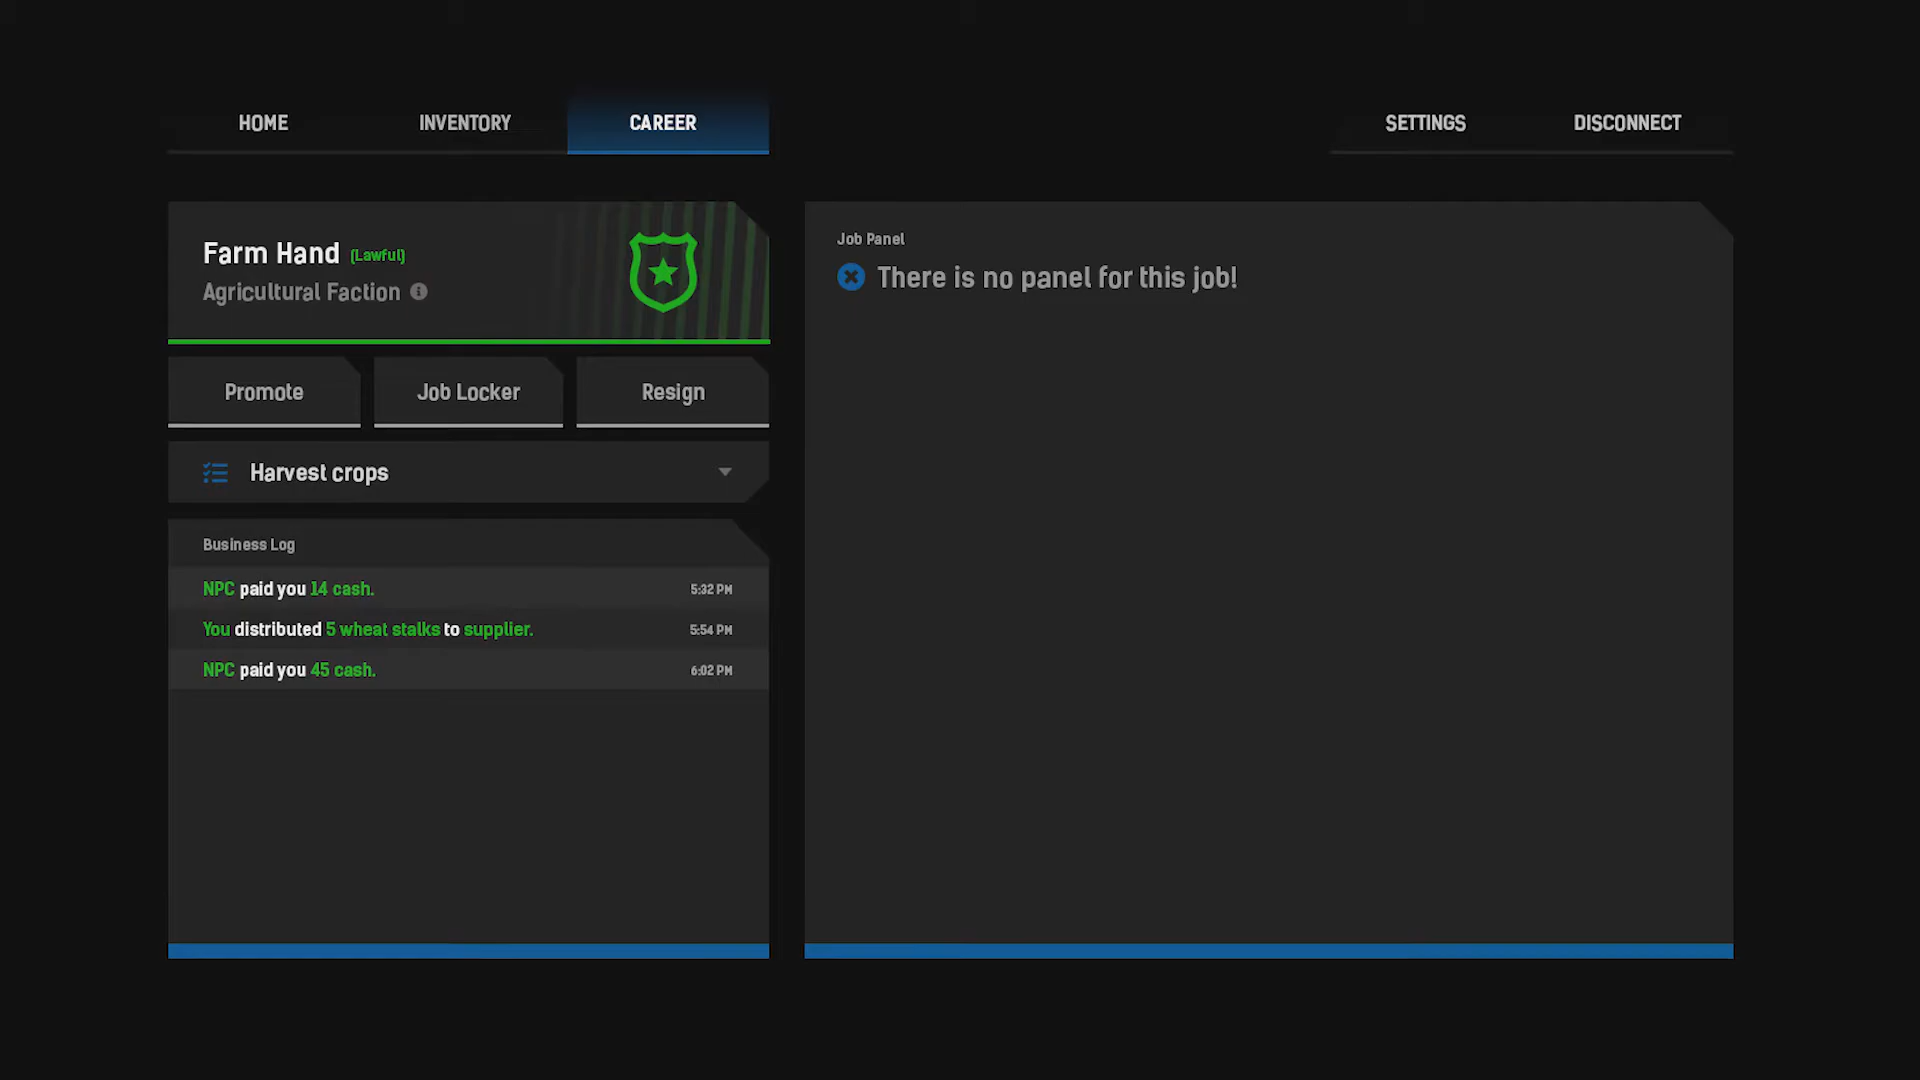 HOME INVENTORY CAREER SETTINGS DISCONNECT
Farm Hand (Lawful)
Agricultural Faction
Promote Job Locker Resign
Harvest crops
Business Log
NPC paid you 14 cash. 5:32 PM
You distributed 5 wheat stalks to supplier. 5:54 PM
NPC paid you 45 cash. 6:02 PM
Job Panel
There is no panel for this job!